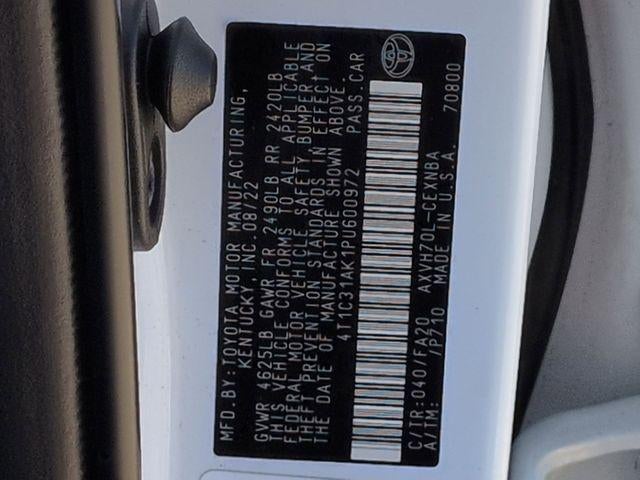 MFD.BY:TOYOTA MOTOR MANUFACTURING,
KENTUCKY, INC.08/22
GVWR 4625LB GAWR FR 2490LB RR 2420LB
THIS VEHICLE CONFORMS TO ALL APPLICABLE
FEDERAL MOTOR VEHICLE SAFETY, BUMPER AND
THEFT PREVENTION STANDARDS IN EFFECT ON
THE DATE OF MANUFACTURE SHOWN ABOVE.
4T1C31AK1PU600972 PASS.CAR
C/TR:040/FA20 AXVH70L-CEXNBA
A/TM: /P710 MADE IN U.S.A. 70800